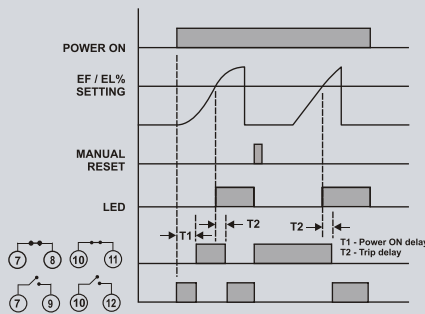 POWER ON
EF / EL%
SETTING
MANUAL
RESET
LED
T1
T2
T2
T1 - Power ON delay
T2 - Trip delay
7 8 10 11
7 9 10 12